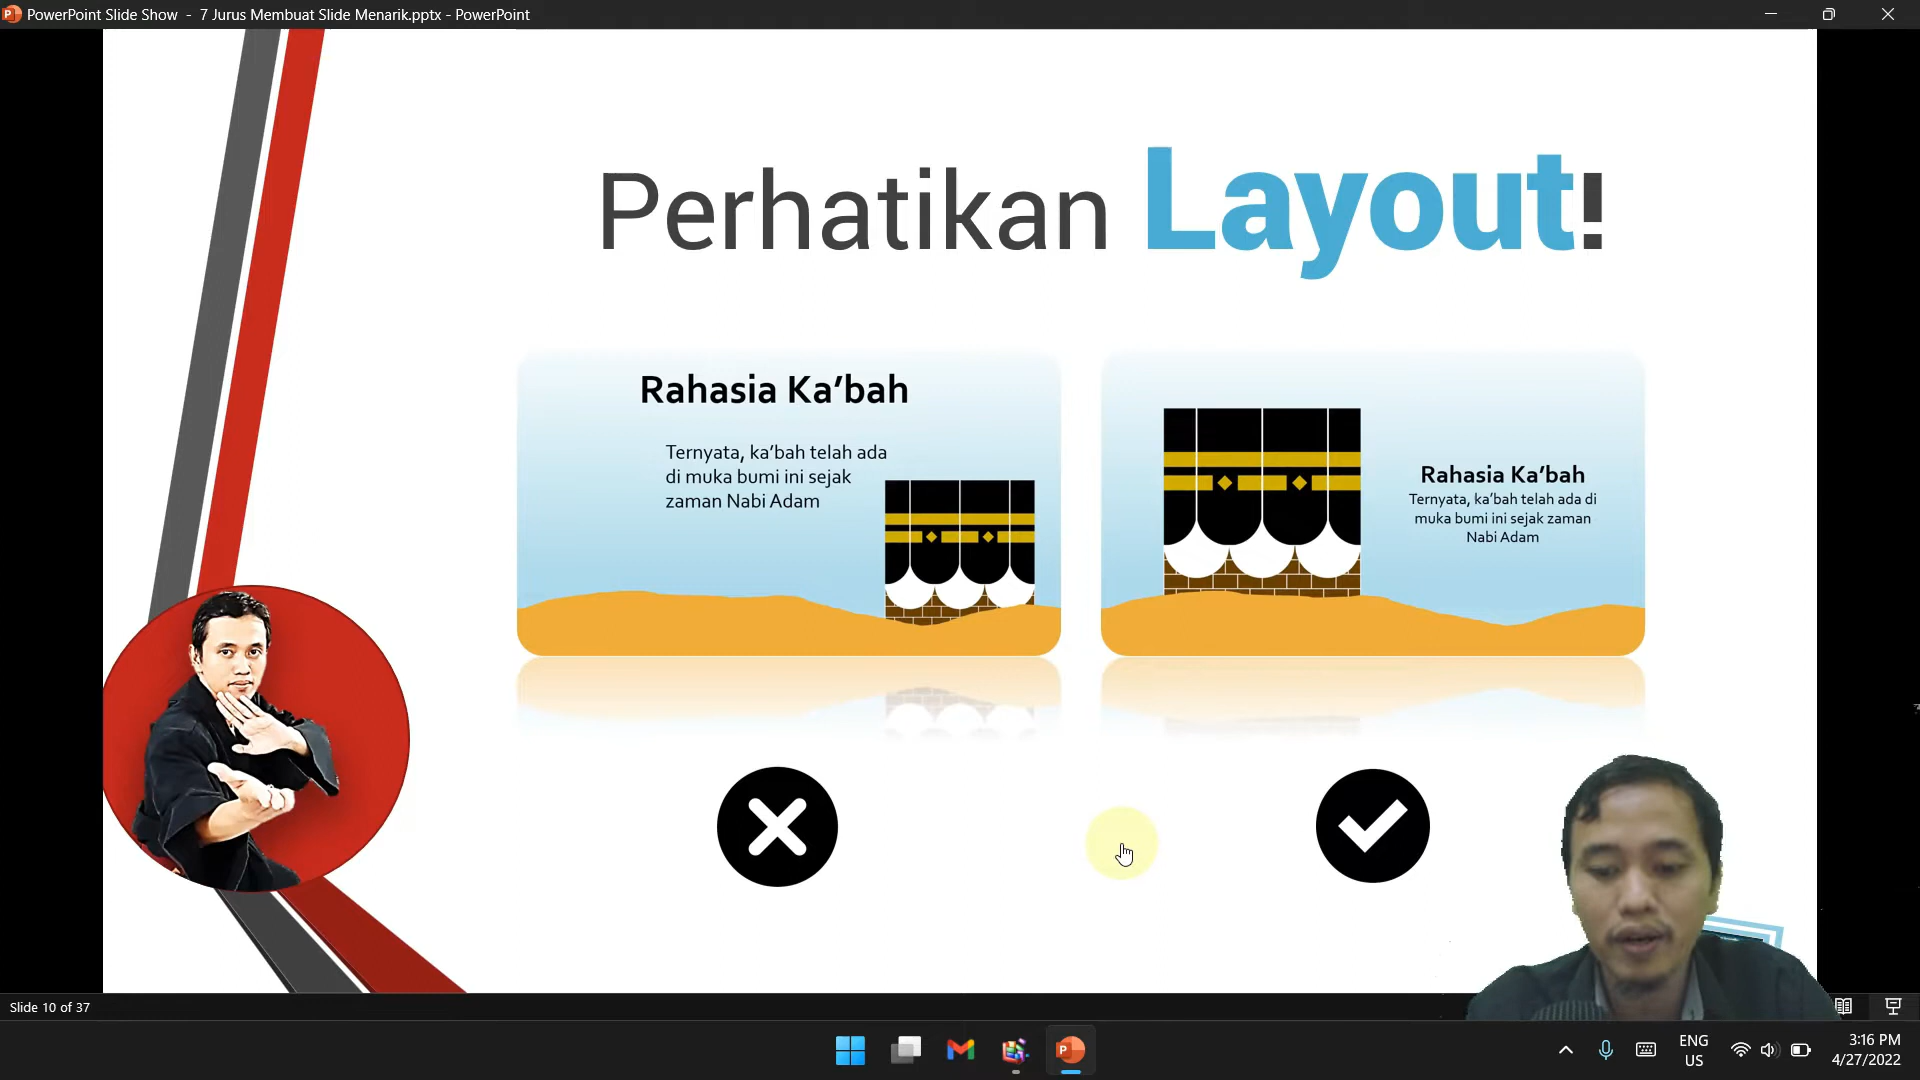 PowerPoint Slide Show - 7 Jurus Membuat Slide Menarik.pptx - PowerPoint
Perhatikan Layout!
Rahasia Ka’bah
Ternyata, ka’bah telah ada
di muka bumi ini sejak
zaman Nabi Adam
Rahasia Ka’bah
Ternyata, ka’bah telah ada di
muka bumi ini sejak zaman
Nabi Adam
Slide 10 of 37
ENG
US
3:16 PM
4/27/2022